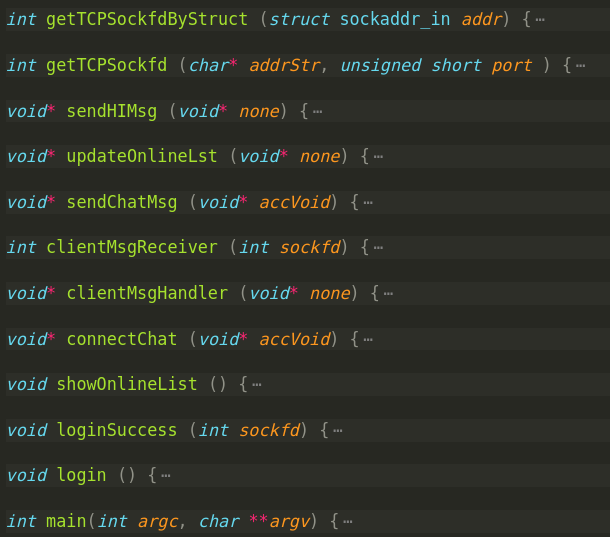 int getTCPSockfdByStruct (struct sockaddr_in addr) {⋯
int getTCPSockfd (char* addrStr, unsigned short port ) {⋯
void* sendHIMsg (void* none) {⋯
void* updateOnlineLst (void* none) {⋯
void* sendChatMsg (void* accVoid) {⋯
int clientMsgReceiver (int sockfd) {⋯
void* clientMsgHandler (void* none) {⋯
void* connectChat (void* accVoid) {⋯
void showOnlineList () {⋯
void loginSuccess (int sockfd) {⋯
void login () {⋯
int main(int argc, char **argv) {⋯